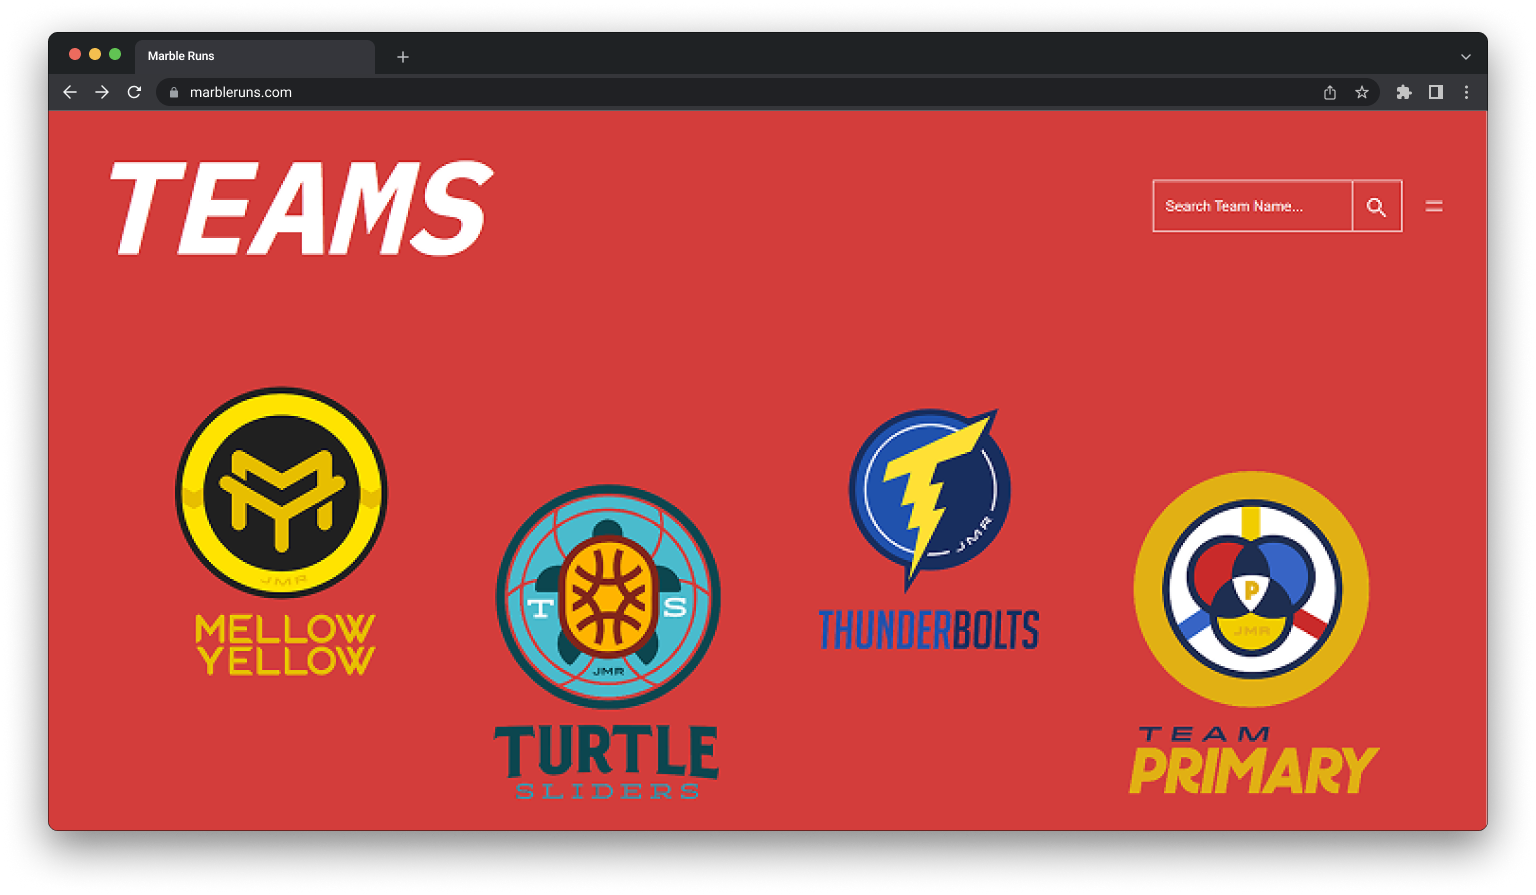 Marble Runs
marbleruns.com
TEAMS
Search Team Name...
JMR
MELLOW
YELLOW
T S
JMR
TURTLE
SLIDERS
JMR
THUNDERBOLTS
P
JMR
TEAM
PRIMARY